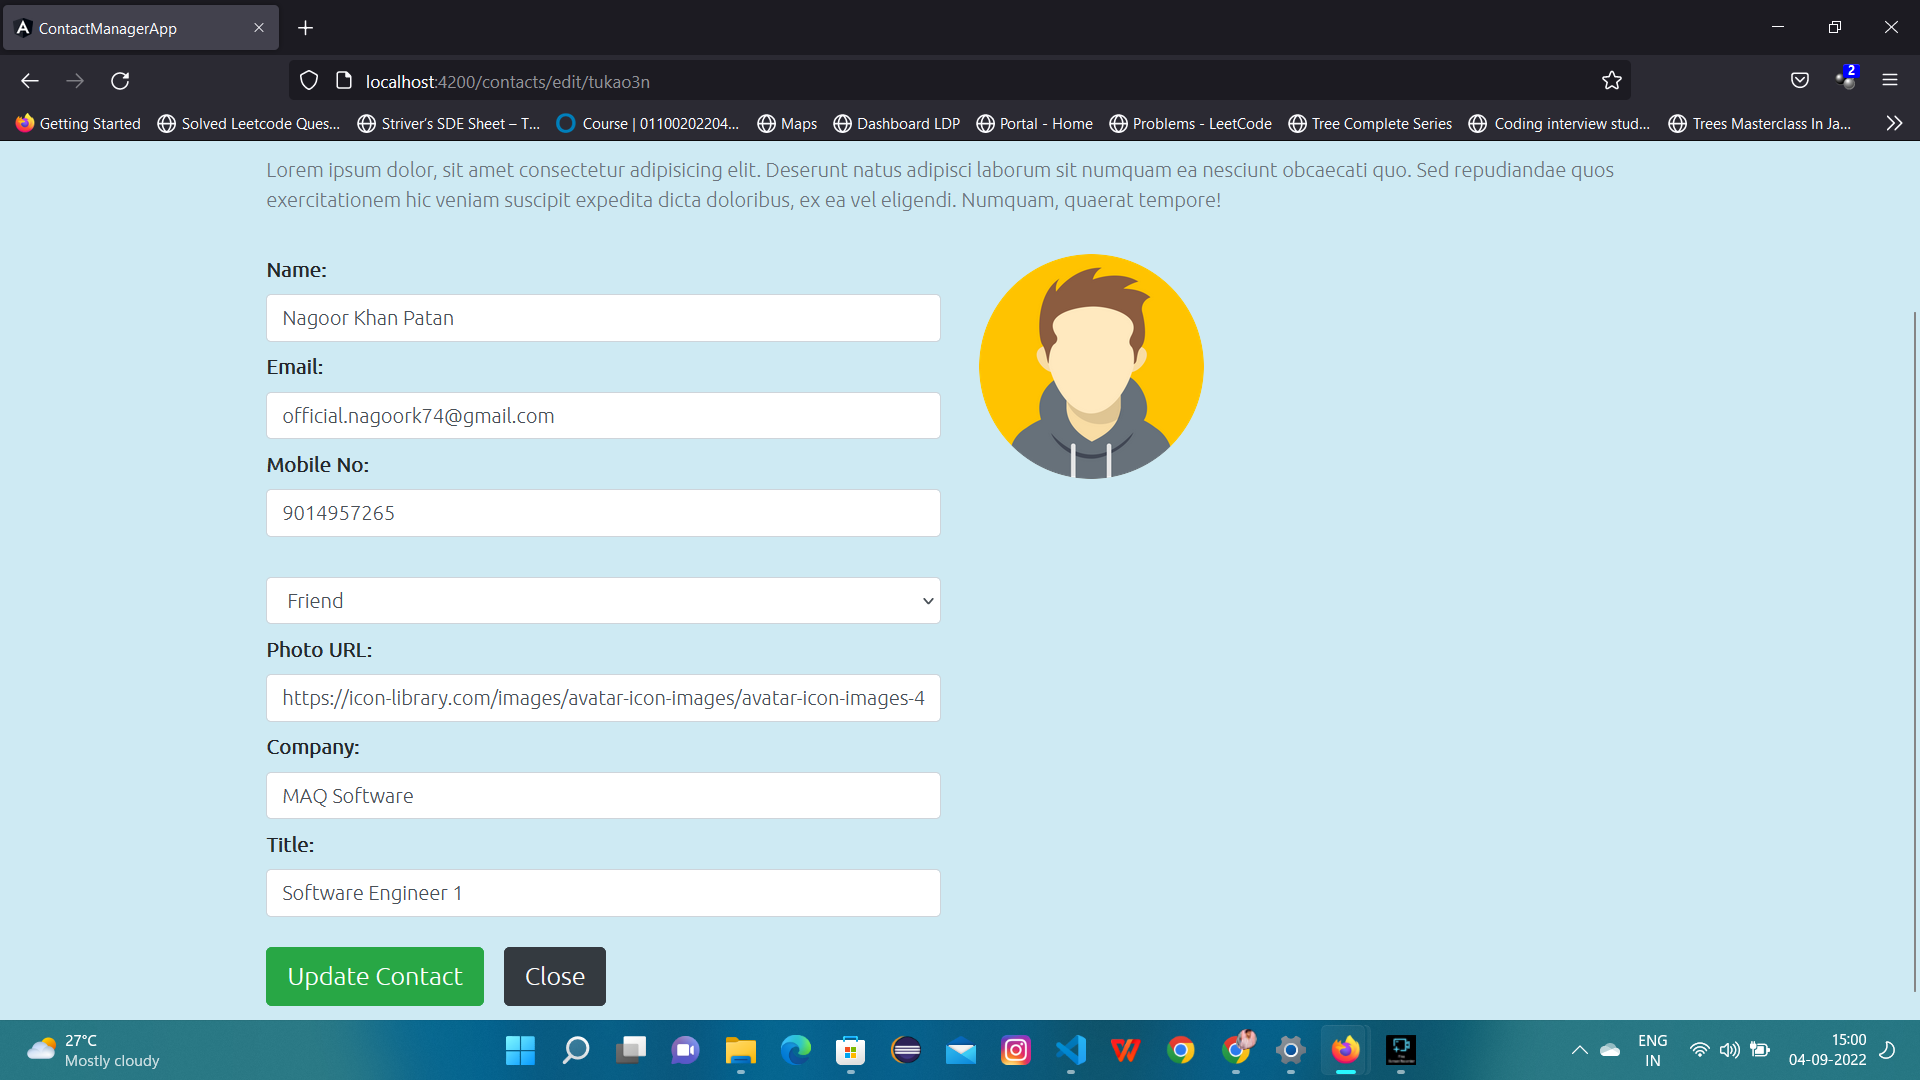 ContactManagerApp
localhost:4200/contacts/edit/tukao3n
2
Getting Started
Solved Leetcode Ques...
Striver's SDE Sheet – T...
Course | 01100202204...
Maps
Dashboard LDP
Portal - Home
Problems - LeetCode
Tree Complete Series
Coding interview stud...
Trees Masterclass In Ja...
Lorem ipsum dolor, sit amet consectetur adipisicing elit. Deserunt natus adipisci laborum sit numquam ea nesciunt obcaecati quo. Sed repudiandae quos
exercitationem hic veniam suscipit expedita dicta doloribus, ex ea vel eligendi. Numquam, quaerat tempore!
Name:
Nagoor Khan Patan
Email:
official.nagoork74@gmail.com
Mobile No:
9014957265
Friend
Photo URL:
https://icon-library.com/images/avatar-icon-images/avatar-icon-images-4
Company:
MAQ Software
Title:
Software Engineer 1
Update Contact
Close
27°C
Mostly cloudy
ENG
IN
15:00
04-09-2022